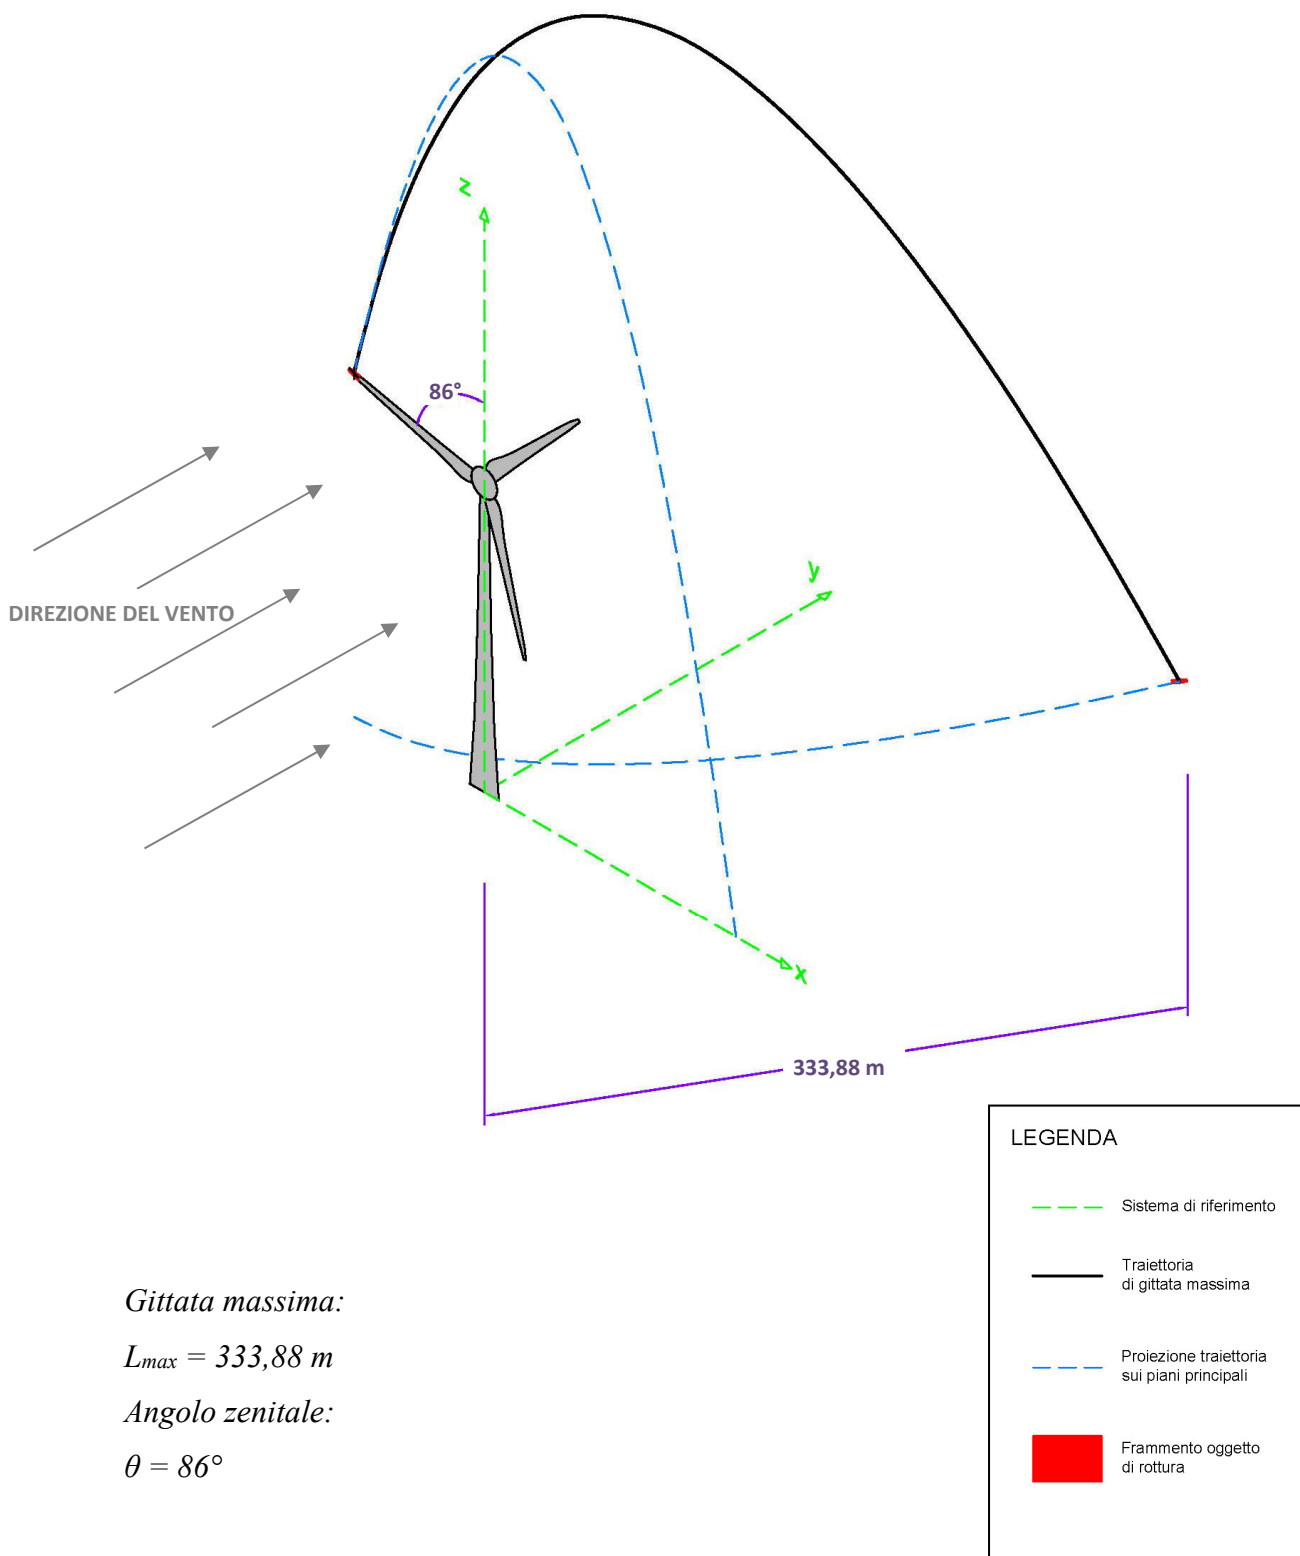 z
86°
y
DIREZIONE DEL VENTO
x
333,88 m
LEGENDA
Sistema di riferimento
Traiettoria
di gittata massima
Proiezione traiettoria
sui piani principali
Frammento oggetto
di rottura
Gittata massima:
Lmax = 333,88 m
Angolo zenitale:
θ = 86°